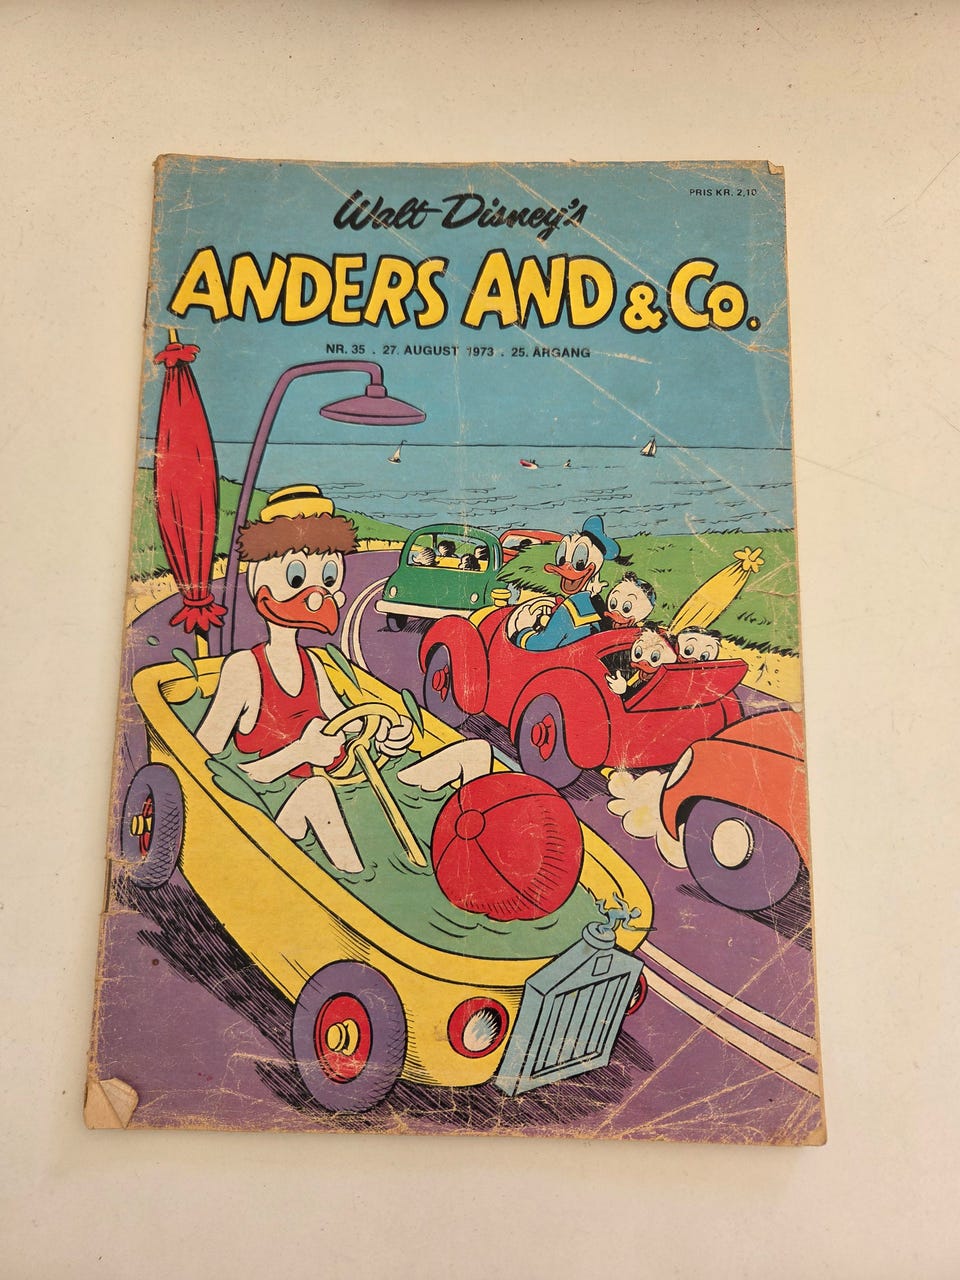 PRIS KR. 2,10
Walt Disney's
ANDERS AND & Co.
NR. 35 . 27. AUGUST 1973 . 25. ÅRGANG